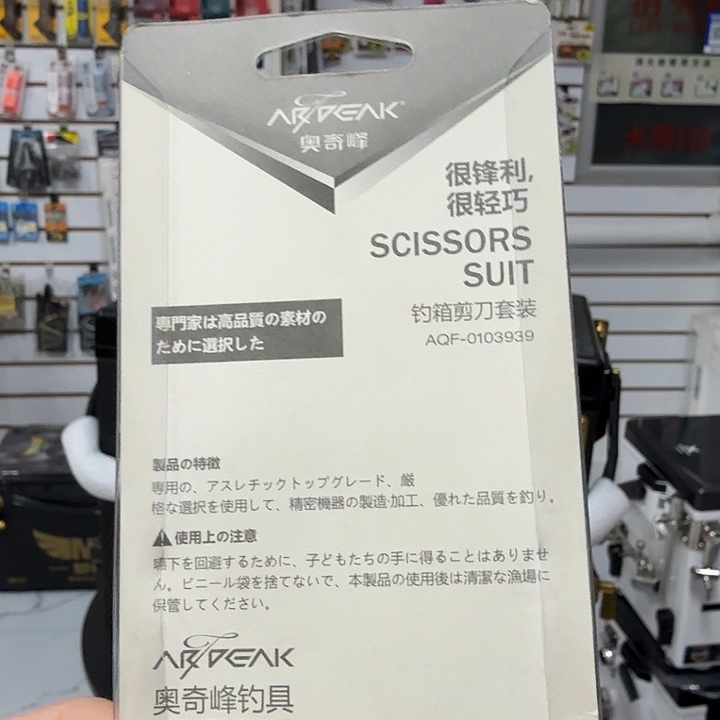 ARTPEAK®
奥奇峰
很锋利,
很轻巧
SCISSORS
SUIT
钓箱剪刀套装
AQF-0103939
専門家は高品質の素材の
ために選択した
製品の特徴
専用の、アスレチックトップグレード、厳
格な選択を使用して、精密機器の製造·加工、優れた品質を釣り。
使用上の注意
嚥下を回避するために、子どもたちの手に得ることはありませ
ん。ビニール袋を捨てないで、本製品の使用後は清潔な漁場に
保管してください。
ARTPEAK
奥奇峰钓具